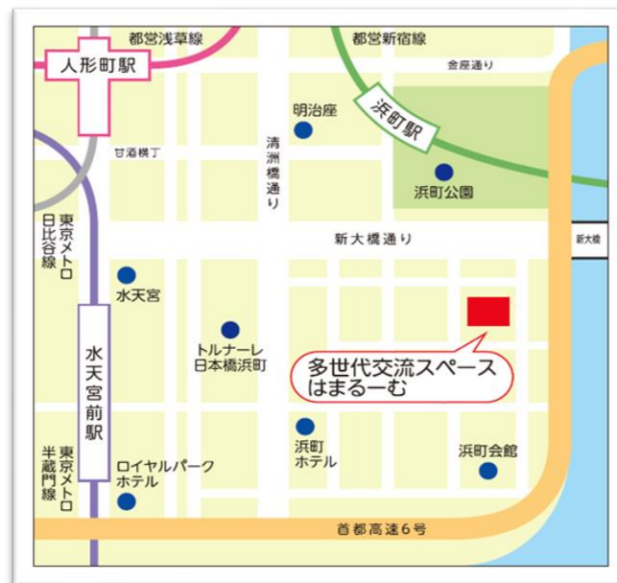 都営浅草線
都営新宿線
人形町駅
金座通り
明治座
浜町駅
清洲橋通り
甘酒横丁
浜町公園
東京メトロ
日比谷線
新大橋通り
新大橋
水天宮
トルナーレ
日本橋浜町
多世代交流スペース
はまるーむ
水天宮前駅
浜町
ホテル
浜町会館
東京メトロ
半蔵門線
ロイヤルパーク
ホテル
首都高速6号